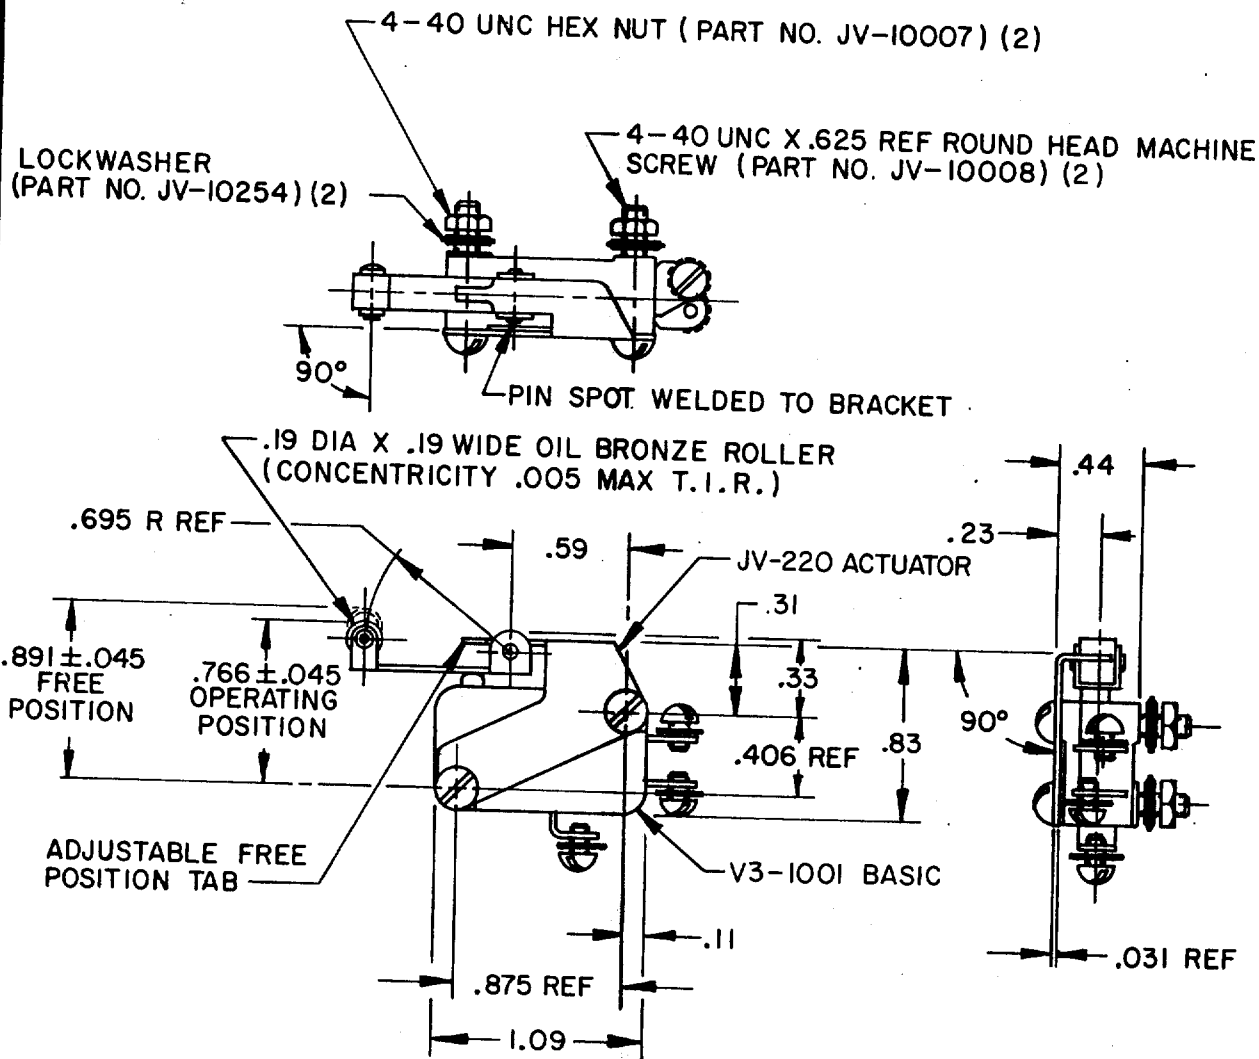 4-40 UNC HEX NUT (PART NO. JV-10007) (2)
4-40 UNC X .625 REF ROUND HEAD MACHINE
SCREW (PART NO. JV-10008) (2)
LOCKWASHER
(PART NO. JV-10254) (2)
90°
PIN SPOT WELDED TO BRACKET
.19 DIA X .19 WIDE OIL BRONZE ROLLER
(CONCENTRICITY .005 MAX T.I.R.)
.44
.695 R REF
.23
.59
JV-220 ACTUATOR
.31
.891±.045
FREE
POSITION
.766±.045
OPERATING
POSITION
.33
90°
.83
.406 REF
ADJUSTABLE FREE
POSITION TAB
V3-1001 BASIC
.11
.031 REF
.875 REF
1.09